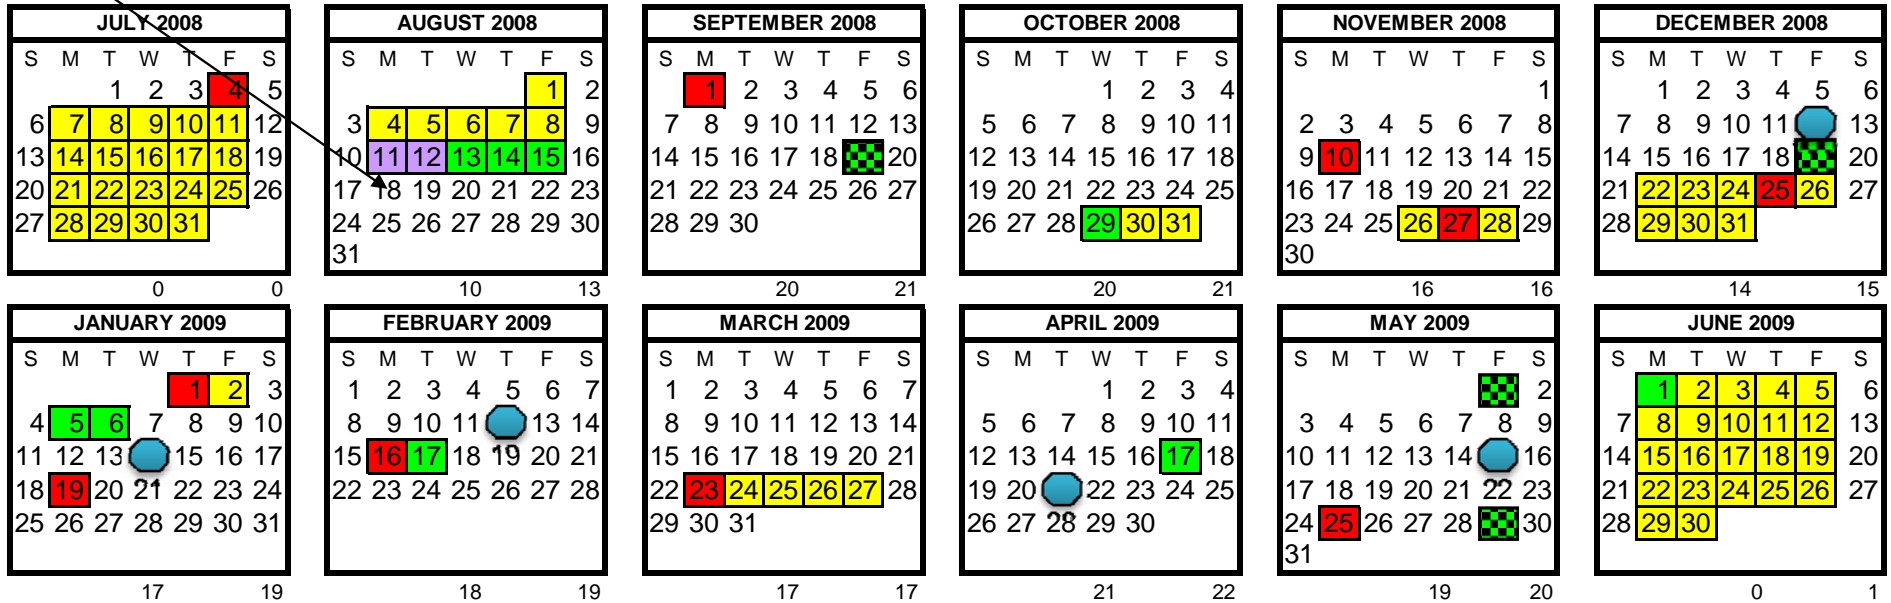 JULY 2008
S M T W T F S
1 2 3 4 5
6 7 8 9 10 11 12
13 14 15 16 17 18 19
20 21 22 23 24 25 26
27 28 29 30 31
0 0
AUGUST 2008
S M T W T F S
1 2
3 4 5 6 7 8 9
10 11 12 13 14 15 16
17 18 19 20 21 22 23
24 25 26 27 28 29 30
31
10 13
SEPTEMBER 2008
S M T W T F S
1 2 3 4 5 6
7 8 9 10 11 12 13
14 15 16 17 18 20
21 22 23 24 25 26 27
28 29 30
20 21
OCTOBER 2008
S M T W T F S
1 2 3 4
5 6 7 8 9 10 11
12 13 14 15 16 17 18
19 20 21 22 23 24 25
26 27 28 29 30 31
20 21
NOVEMBER 2008
S M T W T F S
1
2 3 4 5 6 7 8
9 10 11 12 13 14 15
16 17 18 19 20 21 22
23 24 25 26 27 28 29
30
16 16
DECEMBER 2008
S M T W T F S
1 2 3 4 5 6
7 8 9 10 11 13
14 15 16 17 18 20
21 22 23 24 25 26 27
28 29 30 31
14 15
JANUARY 2009
S M T W T F S
1 2 3
4 5 6 7 8 9 10
11 12 13 15 16 17
18 19 20 21 22 23 24
25 26 27 28 29 30 31
17 19
FEBRUARY 2009
S M T W T F S
1 2 3 4 5 6 7
8 9 10 11 13 14
15 16 17 18 19 20 21
22 23 24 25 26 27 28
18 19
MARCH 2009
S M T W T F S
1 2 3 4 5 6 7
8 9 10 11 12 13 14
15 16 17 18 19 20 21
22 23 24 25 26 27 28
29 30 31
17 17
APRIL 2009
S M T W T F S
1 2 3 4
5 6 7 8 9 10 11
12 13 14 15 16 17 18
19 20 22 23 24 25
26 27 28 29 30
21 22
MAY 2009
S M T W T F S
2
3 4 5 6 7 8 9
10 11 12 13 14 16
17 18 19 20 21 22 23
24 25 26 27 28 30
31
19 20
JUNE 2009
S M T W T F S
1 2 3 4 5 6
7 8 9 10 11 12 13
14 15 16 17 18 19 20
21 22 23 24 25 26 27
28 29 30
0 1